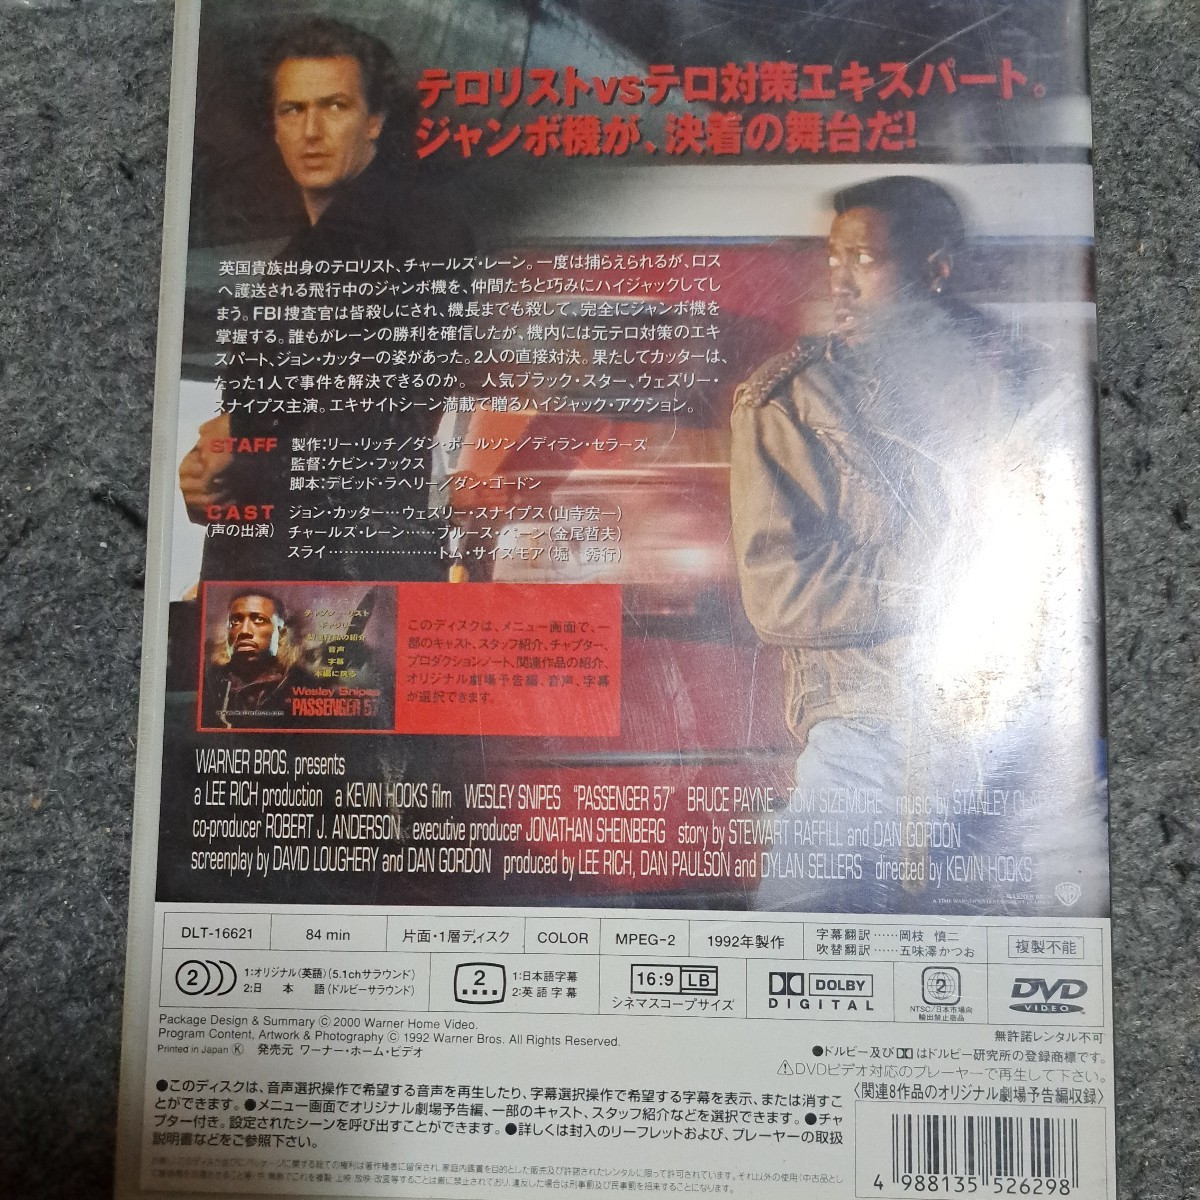 テロリストvsテロ対策エキスパート。
ジャンボ機が、決着の舞台だ!
英国貴族出身のテロリスト、チャールズ・レーン。一度は捕らえられるが、ロス
へ護送される飛行中のジャンボ機を、仲間たちと巧みにハイジャックしてし
まう。FBI捜査官は皆殺しにされ、機長までも殺して、完全にジャンボ機を
掌握する。誰もがレーンの勝利を確信したが、機内には元テロ対策のエキ
スパート、ジョン・カッターの姿があった。2人の直接対決。果たしてカッターは、
たった1人で事件を解決できるのか。 人気ブラック・スター、ウェズリー・
スナイプス主演。エキサイトシーン満載で贈るハイジャック・アクション。
STAFF 製作:リー・リッチ/ダン・ポールソン/ディラン・セラーズ
監督:ケビン・フックス
脚本:デビッド・ラヘリー/ダン・ゴードン
CAST ジョン・カッター…ウェズリー・スナイプス(山寺宏一)
(声の出演) チャールズ・レーン……ブルース・ペーン(金尾哲夫)
スライ…………………トム・サイズモア(堀 秀行)
音声
字幕
本編に戻る
Wesley Snipes
PASSENGER 57
このディスクは、メニュー画面で、一
部のキャスト、スタッフ紹介、チャプター、
プロダクションノート、関連作品の紹介、
オリジナル劇場予告編、音声、字幕
が選択できます。
WARNER BROS. presents
a LEE RICH production a KEVIN HOOKS film WESLEY SNIPES "PASSENGER 57" BRUCE PAYNE TOM SIZEMORE music by STANLEY
co-producer ROBERT J. ANDERSON executive producer JONATHAN SHEINBERG story by STEWART RAFFILL and DAN GORDON
screenplay by DAVID LOUGHERY and DAN GORDON produced by LEE RICH, DAN PAULSON and DYLAN SELLERS directed by KEVIN HOOKS
DLT-16621 84 min 片面・1層ディスク COLOR MPEG-2 1992年製作 字幕翻訳……岡枝 慎二
吹替翻訳……五味澤かつお 複製不能
2 1:オリジナル(英語)(5.1chサラウンド)
2:日 本 語(ドルビーサラウンド)
2 1:日本語字幕
2:英語字幕
16:9 LB
シネマスコープサイズ
DOLBY
DIGITAL
2
NTSC/日本市場向
輸出禁止商品
DVD
VIDEO
Package Design & Summary © 2000 Warner Home Video.
Program Content, Artwork & Photography © 1992 Warner Bros. All Rights Reserved.
Printed in Japan Ⓚ 発売元 ワーナー・ホーム・ビデオ
無許諾レンタル不可
●ドルビー及びDDはドルビー研究所の登録商標です。
⚠DVDビデオ対応のプレーヤーで再生して下さい。
●このディスクは、音声選択操作で希望する音声を再生したり、字幕選択操作で希望する字幕を表示、または消すこ
とができます。●メニュー画面でオリジナル劇場予告編、一部のキャスト、スタッフ紹介などを選択できます。●チャ
プター付き。設定されたシーンを呼び出すことができます。●詳しくは封入のリーフレットおよび、プレーヤーの取扱
説明書などをご参照下さい。
〈関連8作品のオリジナル劇場予告編収録〉
4 988135 526298